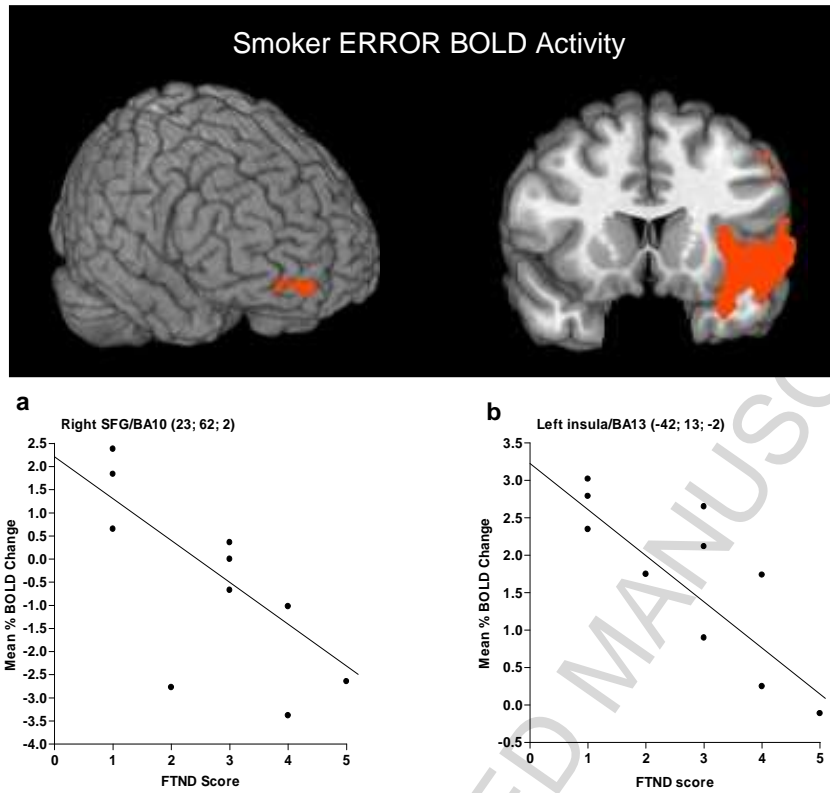 Smoker ERROR BOLD Activity
a
Right SFG/BA10 (23; 62; 2)
2.5
2.0
1.5
1.0
0.5
0.0
-0.5
-1.0
-1.5
-2.0
-2.5
-3.0
-3.5
-4.0
Mean % BOLD Change
0 1 2 3 4 5
FTND Score
b
Left insula/BA13 (-42; 13; -2)
3.5
3.0
2.5
2.0
1.5
1.0
0.5
0.0
-0.5
Mean % BOLD Change
0 1 2 3 4 5
FTND score
ED MANUSC